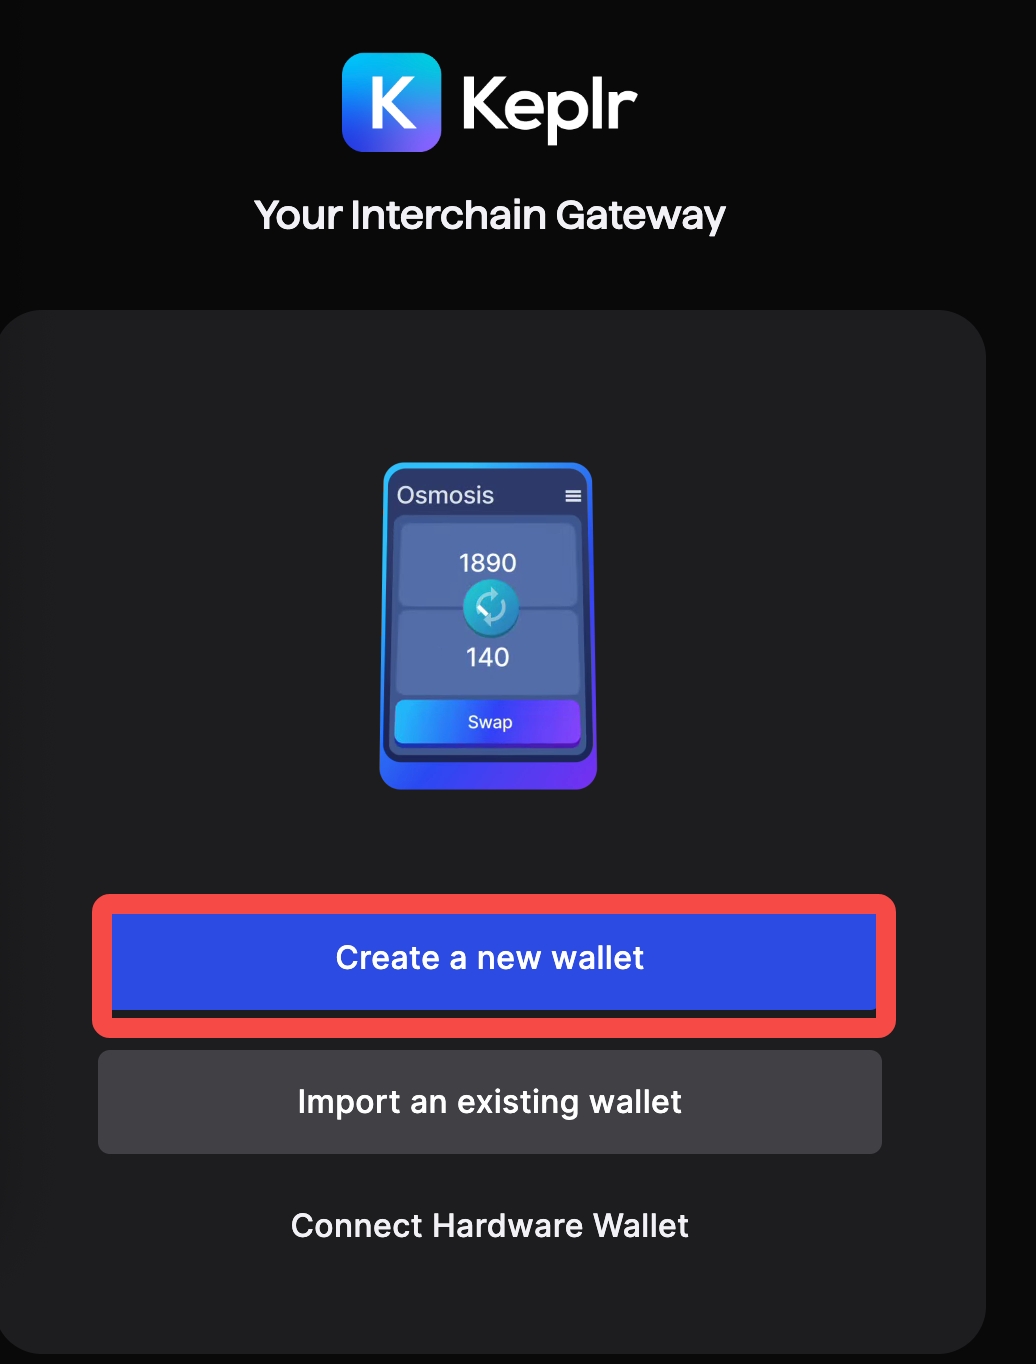 K Keplr
Your Interchain Gateway
Osmosis
1890
140
Swap
Create a new wallet
Import an existing wallet
Connect Hardware Wallet